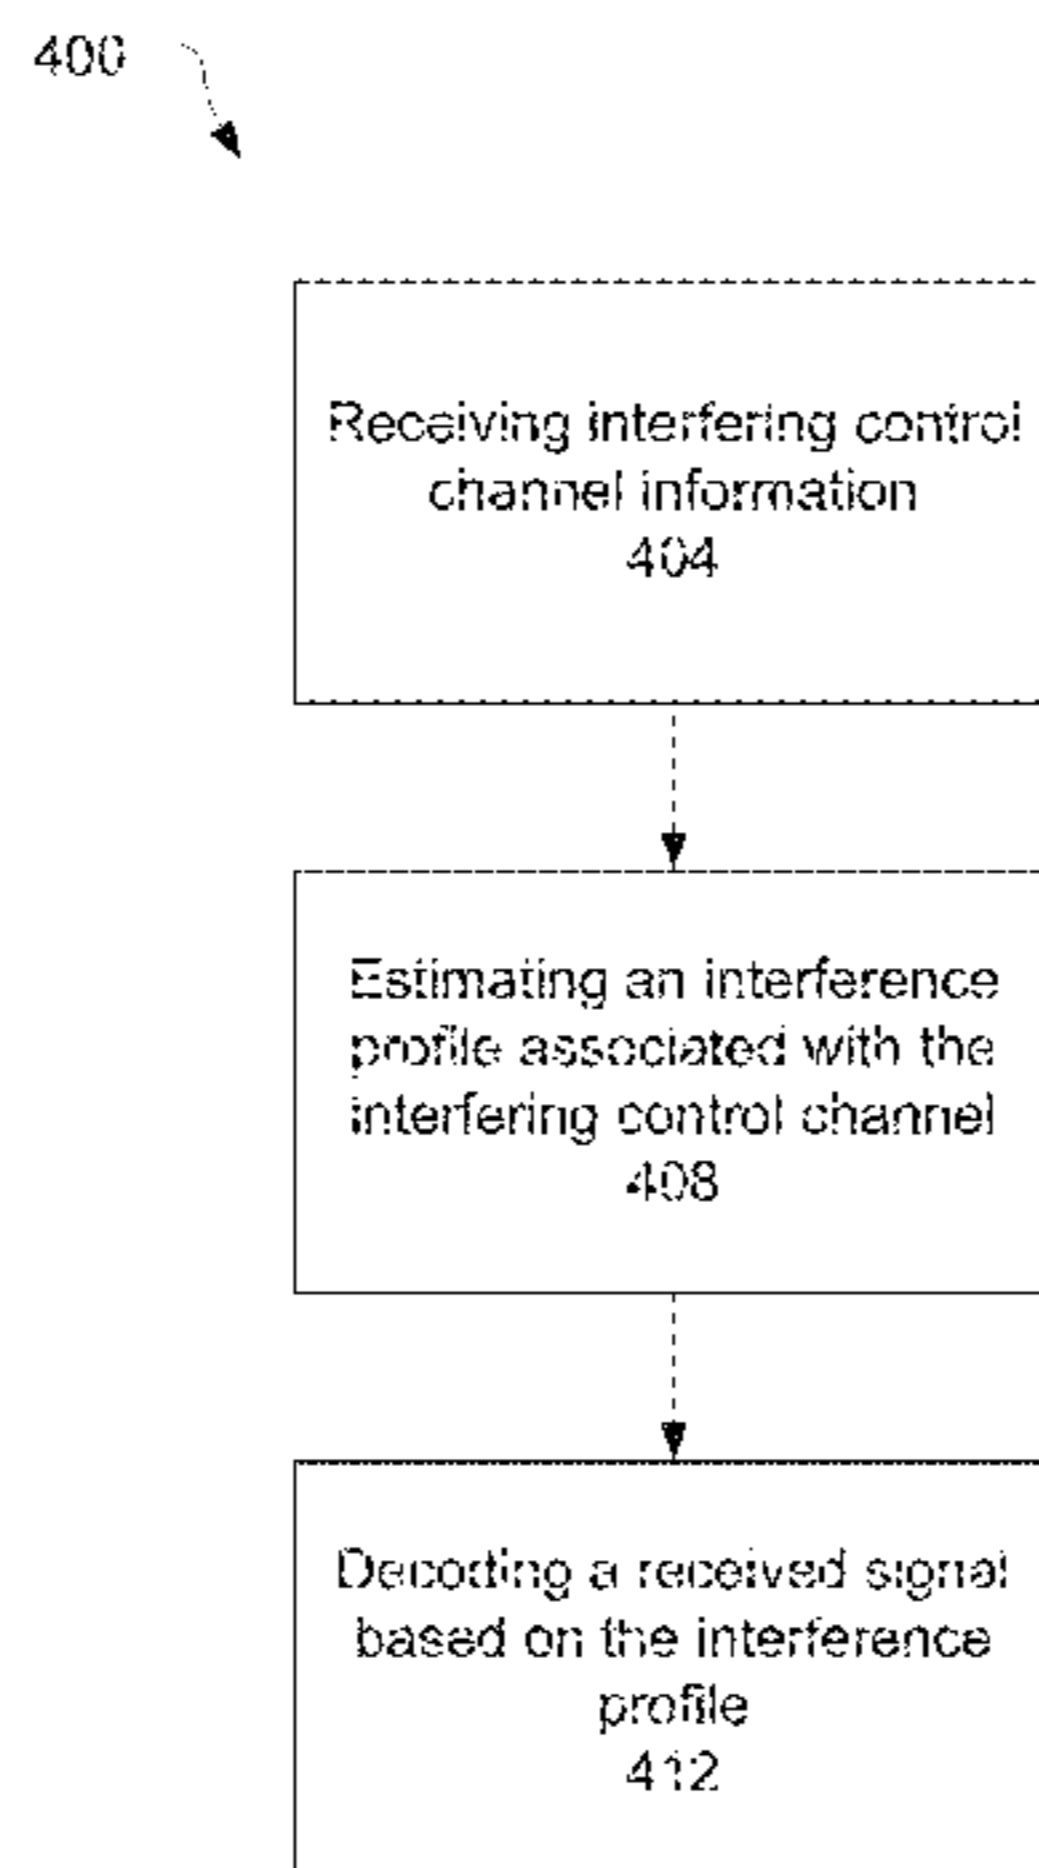 400
Receiving interfering control
channel information
404
Estimating an interference
profile associated with the
interfering control channel
408
Decoding a received signal
based on the interference
profile
412